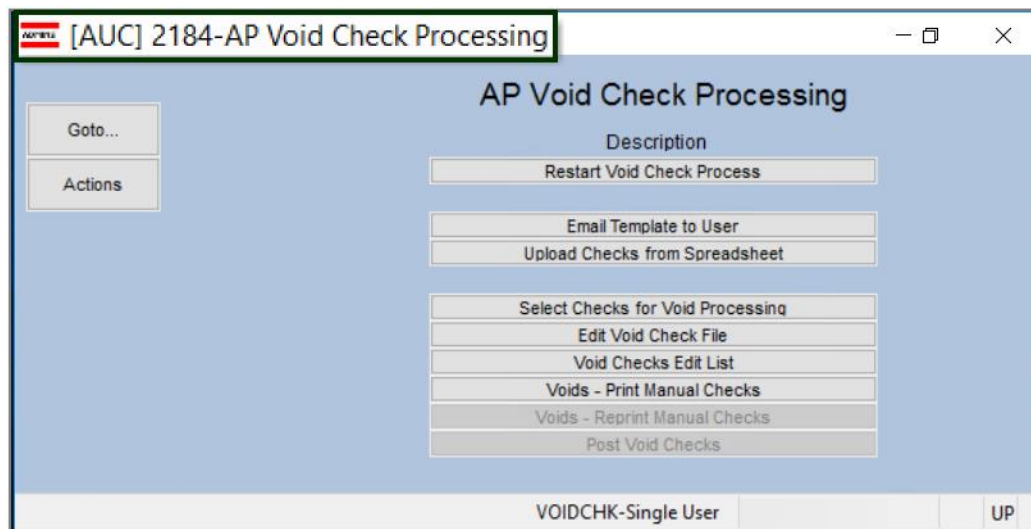 [AUC] 2184-AP Void Check Processing
AP Void Check Processing
Goto...
Actions
Description
Restart Void Check Process
Email Template to User
Upload Checks from Spreadsheet
Select Checks for Void Processing
Edit Void Check File
Void Checks Edit List
Voids - Print Manual Checks
Voids - Reprint Manual Checks
Post Void Checks
VOIDCHK-Single User
UP